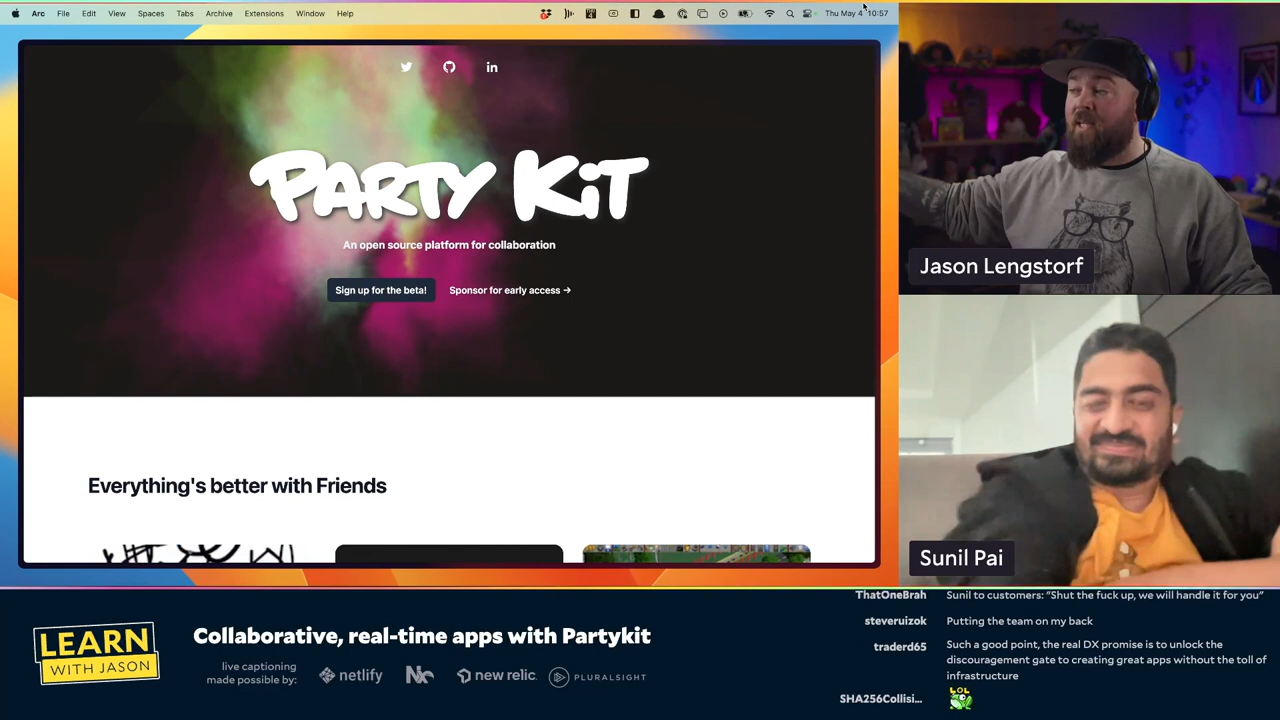 Arc File Edit View Spaces Tabs Archive Extensions Window Help
Thu May 4 10:57
PARTY KiT
An open source platform for collaboration
Sign up for the beta!
Sponsor for early access →
Everything's better with Friends
Jason Lengstorf
Sunil Pai
LEARN
WITH JASON
Collaborative, real-time apps with Partykit
live captioning
made possible by:
netlify
new relic.
PLURALSIGHT
ThatOneBrah Sunil to customers: "Shut the fuck up, we will handle it for you"
steveruizok Putting the team on my back
traderd65 Such a good point, the real DX promise is to unlock the
discouragement gate to creating great apps without the toll of
infrastructure
SHA256Collisi... LOL